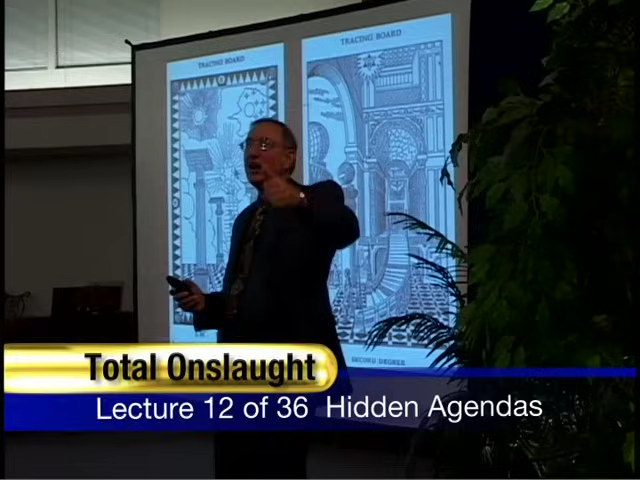 TRACING BOARD
TRACING BOARD
SECOND DEGREE
Total Onslaught
Lecture 12 of 36 Hidden Agendas